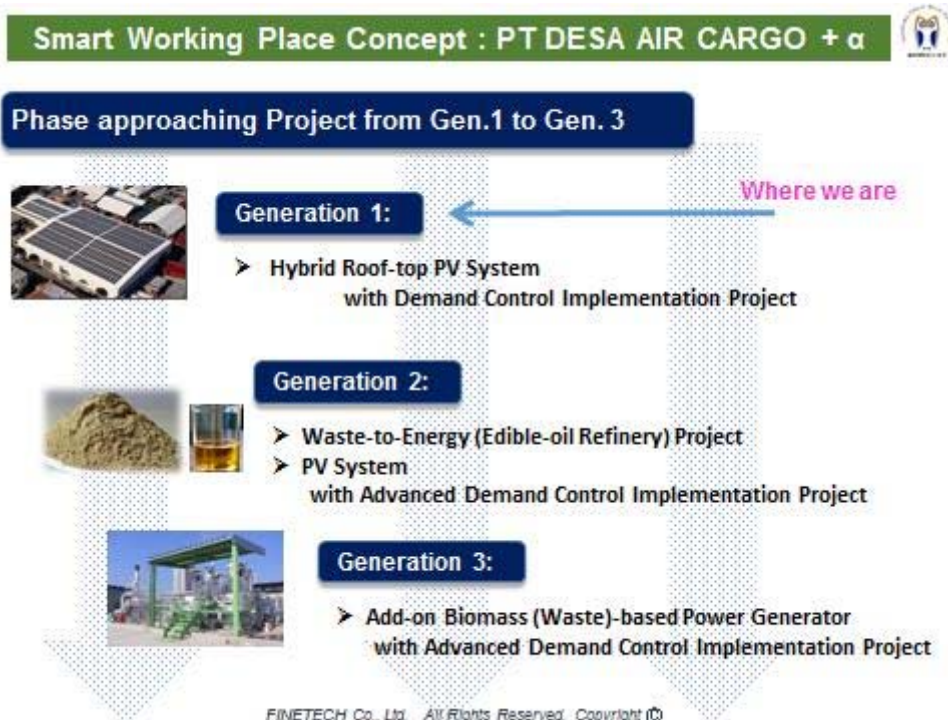 Smart Working Place Concept : PT DESA AIR CARGO + α
Phase approaching Project from Gen.1 to Gen. 3
Where we are
Generation 1:
➤ Hybrid Roof-top PV System
with Demand Control Implementation Project
Generation 2:
➤ Waste-to-Energy (Edible-oil Refinery) Project
➤ PV System
with Advanced Demand Control Implementation Project
Generation 3:
➤ Add-on Biomass (Waste)-based Power Generator
with Advanced Demand Control Implementation Project
FINETECH Co., Ltd. All Rights Reserved, Copyright ©